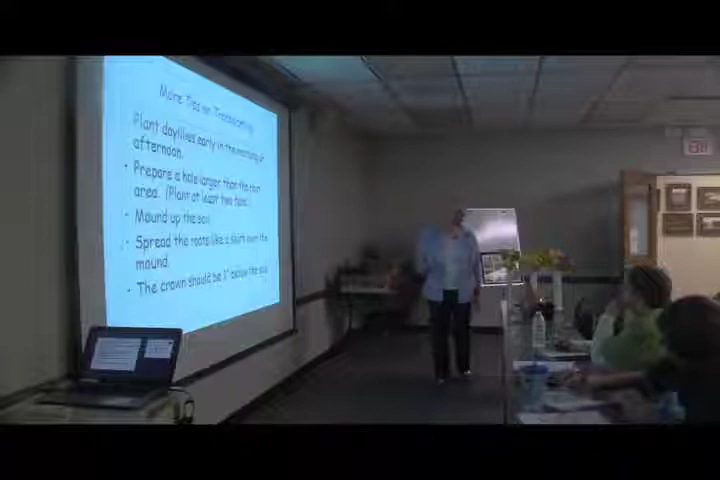 More Tips on Transplanting
Plant daylilies early in the morning or
afternoon.
Prepare a hole larger than the root
area. (Plant at least two fans.)
Mound up the soil
Spread the roots like a skirt over the
mound.
The crown should be 1" below the soil
EXIT